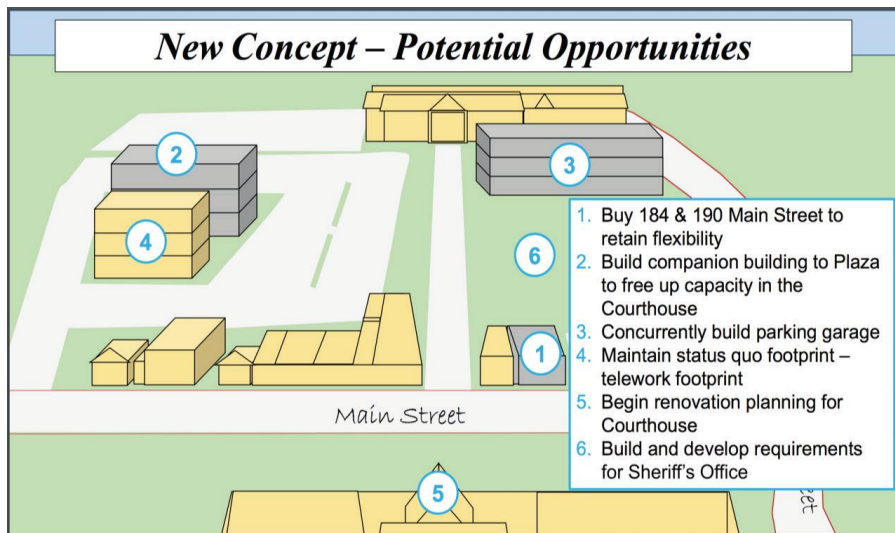 New Concept – Potential Opportunities
2
3
4
6
1
Main Street
5
1. Buy 184 & 190 Main Street to
retain flexibility
2. Build companion building to Plaza
to free up capacity in the
Courthouse
3. Concurrently build parking garage
4. Maintain status quo footprint –
telework footprint
5. Begin renovation planning for
Courthouse
6. Build and develop requirements
for Sheriff's Office